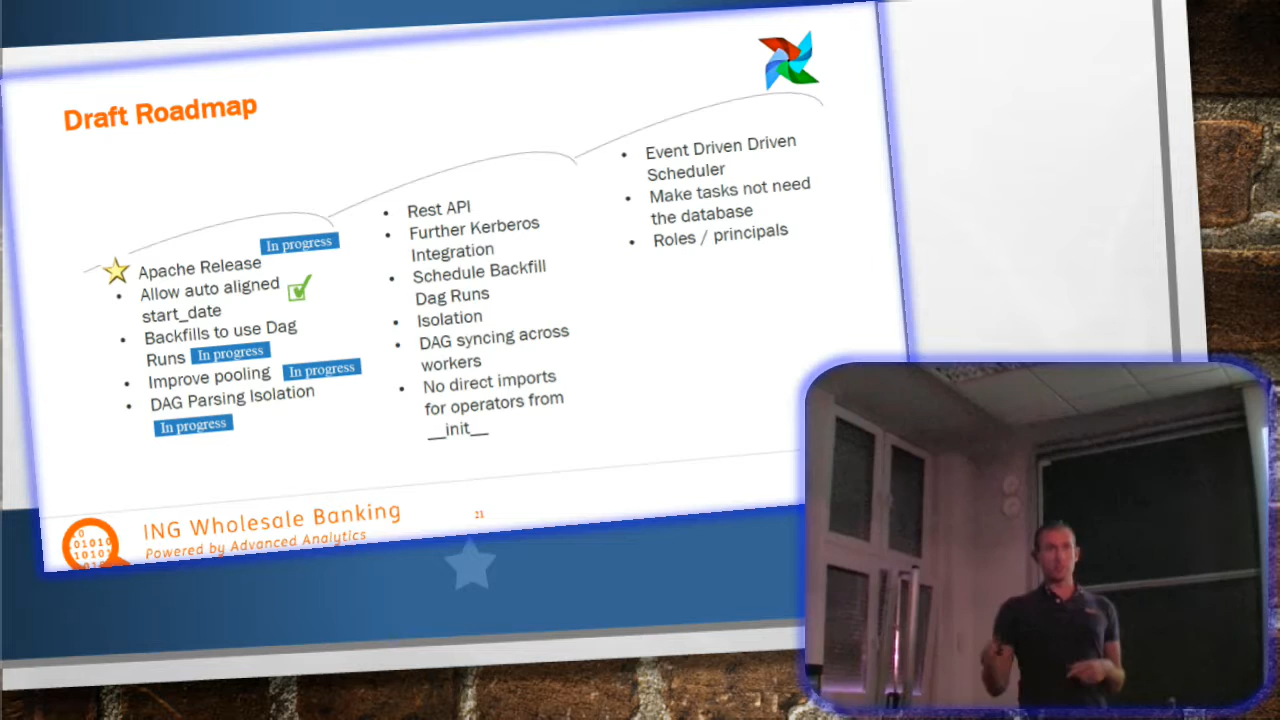 Draft Roadmap
In progress
Apache Release
• Allow auto aligned
start_date
• Backfills to use Dag
Runs In progress
• Improve pooling In progress
• DAG Parsing Isolation
In progress
• Rest API
• Further Kerberos
Integration
• Schedule Backfill
Dag Runs
• Isolation
• DAG syncing across
workers
• No direct imports
for operators from
__init__
• Event Driven Driven
Scheduler
• Make tasks not need
the database
• Roles / principals
ING Wholesale Banking
Powered by Advanced Analytics
21